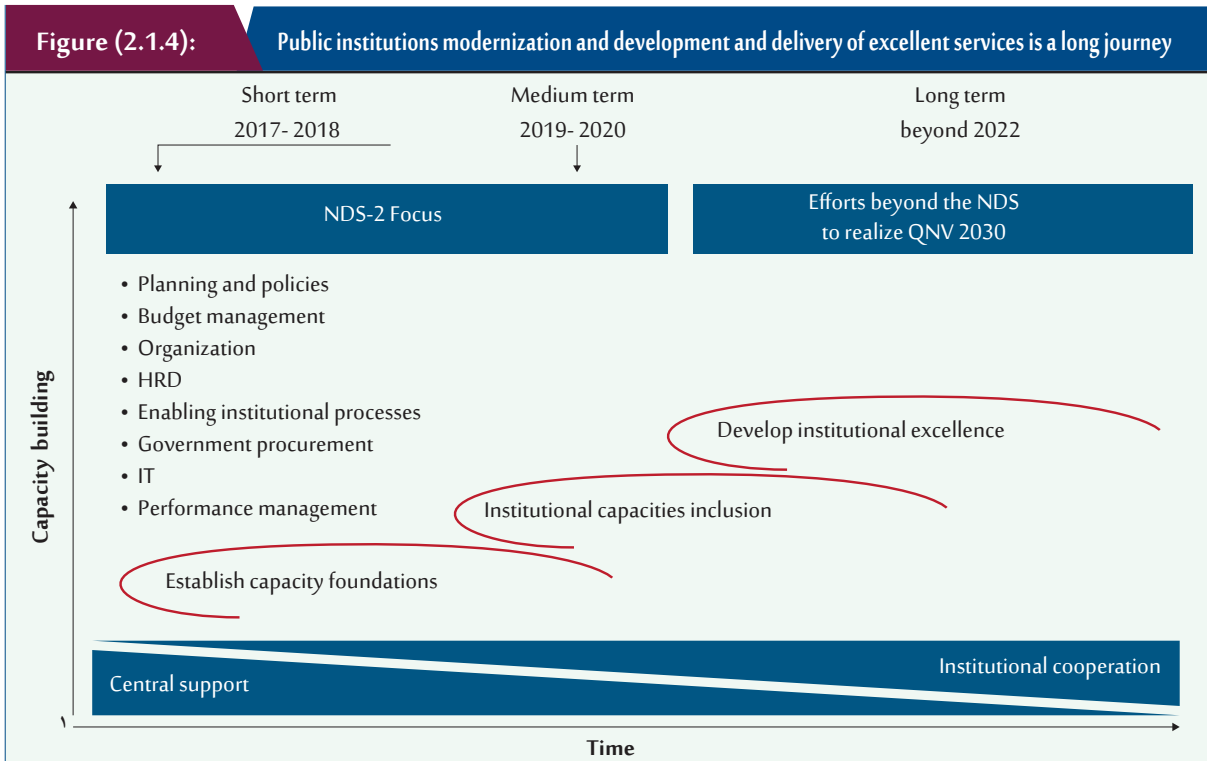 Figure (2.1.4):
Public institutions modernization and development and delivery of excellent services is a long journey
Short term
2017- 2018
Medium term
2019- 2020
Long term
beyond 2022
NDS-2 Focus
Efforts beyond the NDS
to realize QNV 2030
Capacity building
• Planning and policies
• Budget management
• Organization
• HRD
• Enabling institutional processes
• Government procurement
• IT
• Performance management
Develop institutional excellence
Institutional capacities inclusion
Establish capacity foundations
Institutional cooperation
Central support
Time